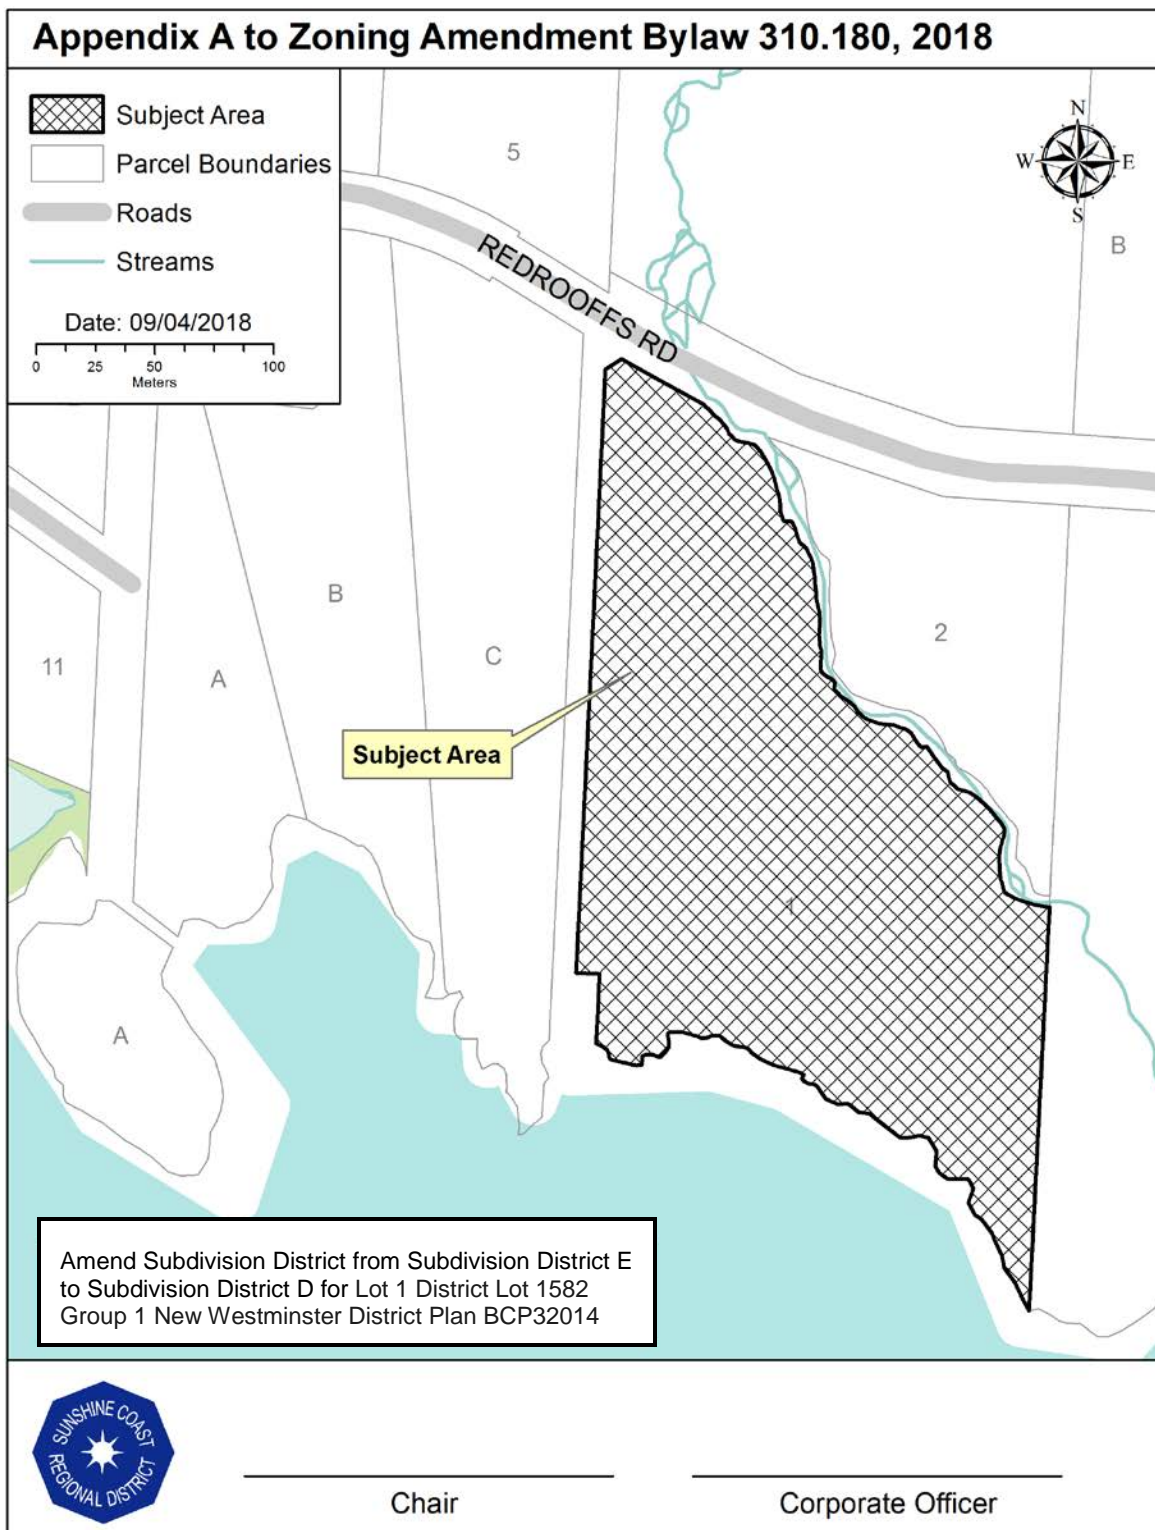 Appendix A to Zoning Amendment Bylaw 310.180, 2018
Subject Area
Parcel Boundaries
Roads
Streams
Date: 09/04/2018
0 25 50 100
Meters
N
W E
S
5
B
REDROOFFS RD
B
2
11
A
C
Subject Area
1
A
Amend Subdivision District from Subdivision District E
to Subdivision District D for Lot 1 District Lot 1582
Group 1 New Westminster District Plan BCP32014
SUNSHINE COAST
REGIONAL DISTRICT
Chair
Corporate Officer